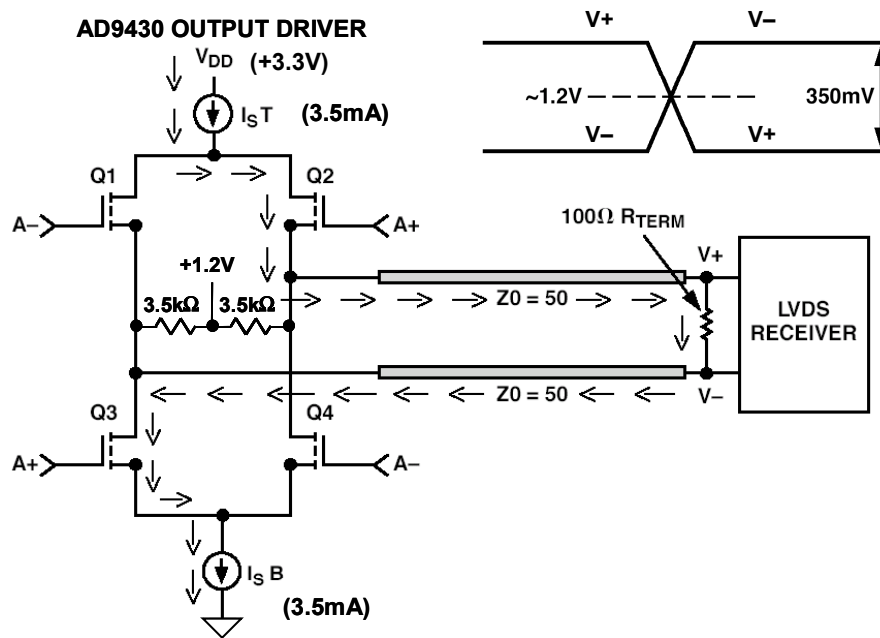 AD9430 OUTPUT DRIVER
VDD (+3.3V)
IST (3.5mA)
V+ V–
~1.2V 350mV
V– V+
Q1 Q2
A– A+
100Ω RTERM
+1.2V
3.5kΩ 3.5kΩ
V+
Z0 = 50
LVDS
RECEIVER
Z0 = 50
V–
Q3 Q4
A+ A–
ISB
(3.5mA)